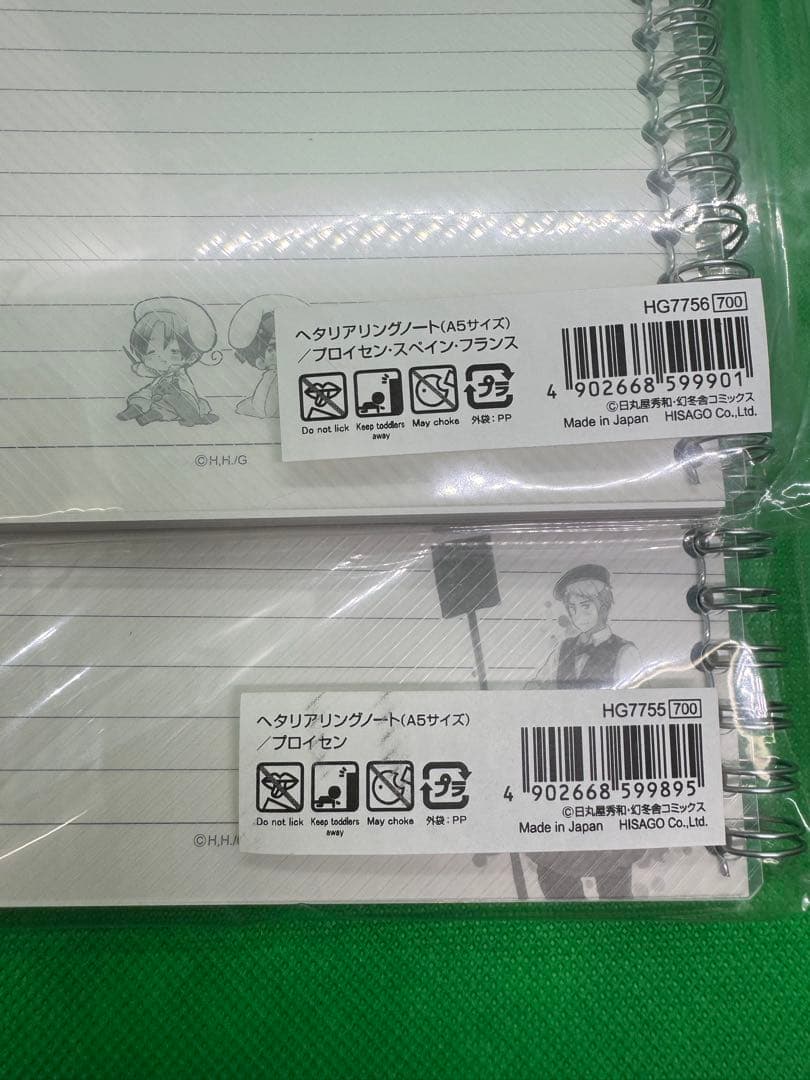 HG7756 700
ヘタリアリングノート(A5サイズ)
/プロイセン・スペイン・フランス
プラ
Do not lick Keep toddlers away May choke 外袋:PP
4 902668 599901
©日丸屋秀和・幻冬舎コミックス
Made in Japan HISAGO Co.,Ltd.
©H,H./G
HG7755 700
ヘタリアリングノート(A5サイズ)
/プロイセン
プラ
Do not lick Keep toddlers away May choke 外袋:PP
4 902668 599895
©日丸屋秀和・幻冬舎コミックス
Made in Japan HISAGO Co.,Ltd.
©H,H./